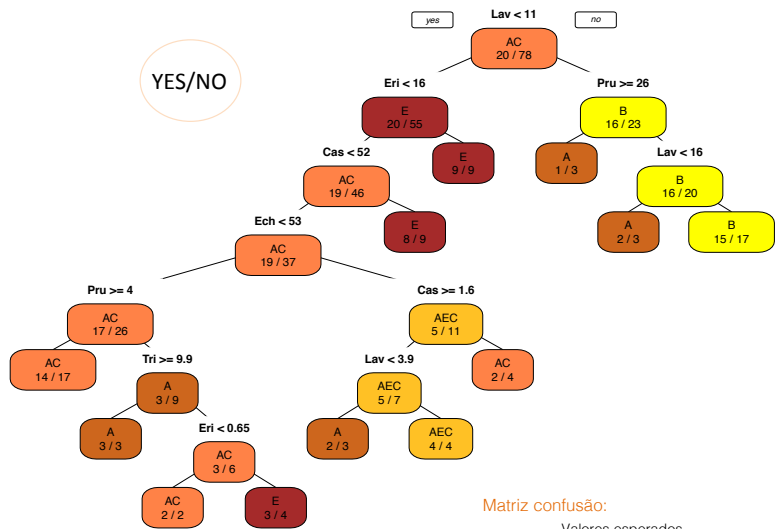 yes
Lav < 11
no
AC
20 / 78
YES/NO
Eri < 16
Pru >= 26
E
20 / 55
B
16 / 23
Cas < 52
E
9 / 9
A
1 / 3
Lav < 16
AC
19 / 46
B
16 / 20
Ech < 53
E
8 / 9
A
2 / 3
B
15 / 17
AC
19 / 37
Pru >= 4
Cas >= 1.6
AC
17 / 26
AEC
5 / 11
AC
14 / 17
Tri >= 9.9
Lav < 3.9
AC
2 / 4
A
3 / 9
AEC
5 / 7
A
3 / 3
Eri < 0.65
A
2 / 3
AEC
4 / 4
AC
3 / 6
AC
2 / 2
E
3 / 4
Matriz confusão:
Valores esperados